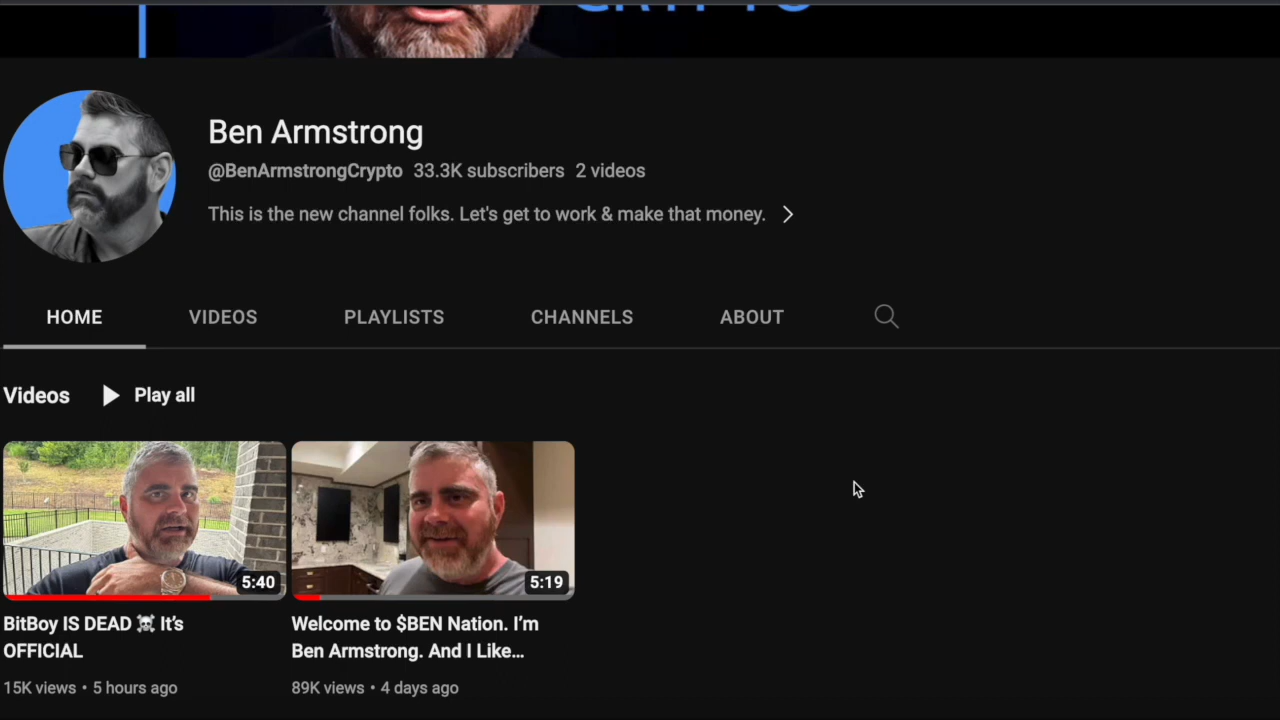 CRYPTO
Ben Armstrong
@BenArmstrongCrypto 33.3K subscribers 2 videos
This is the new channel folks. Let's get to work & make that money.
HOME VIDEOS PLAYLISTS CHANNELS ABOUT
Videos Play all
5:40 5:19
BitBoy IS DEAD ☠️ It’s
OFFICIAL
15K views • 5 hours ago
Welcome to $BEN Nation. I’m
Ben Armstrong. And I Like...
89K views • 4 days ago